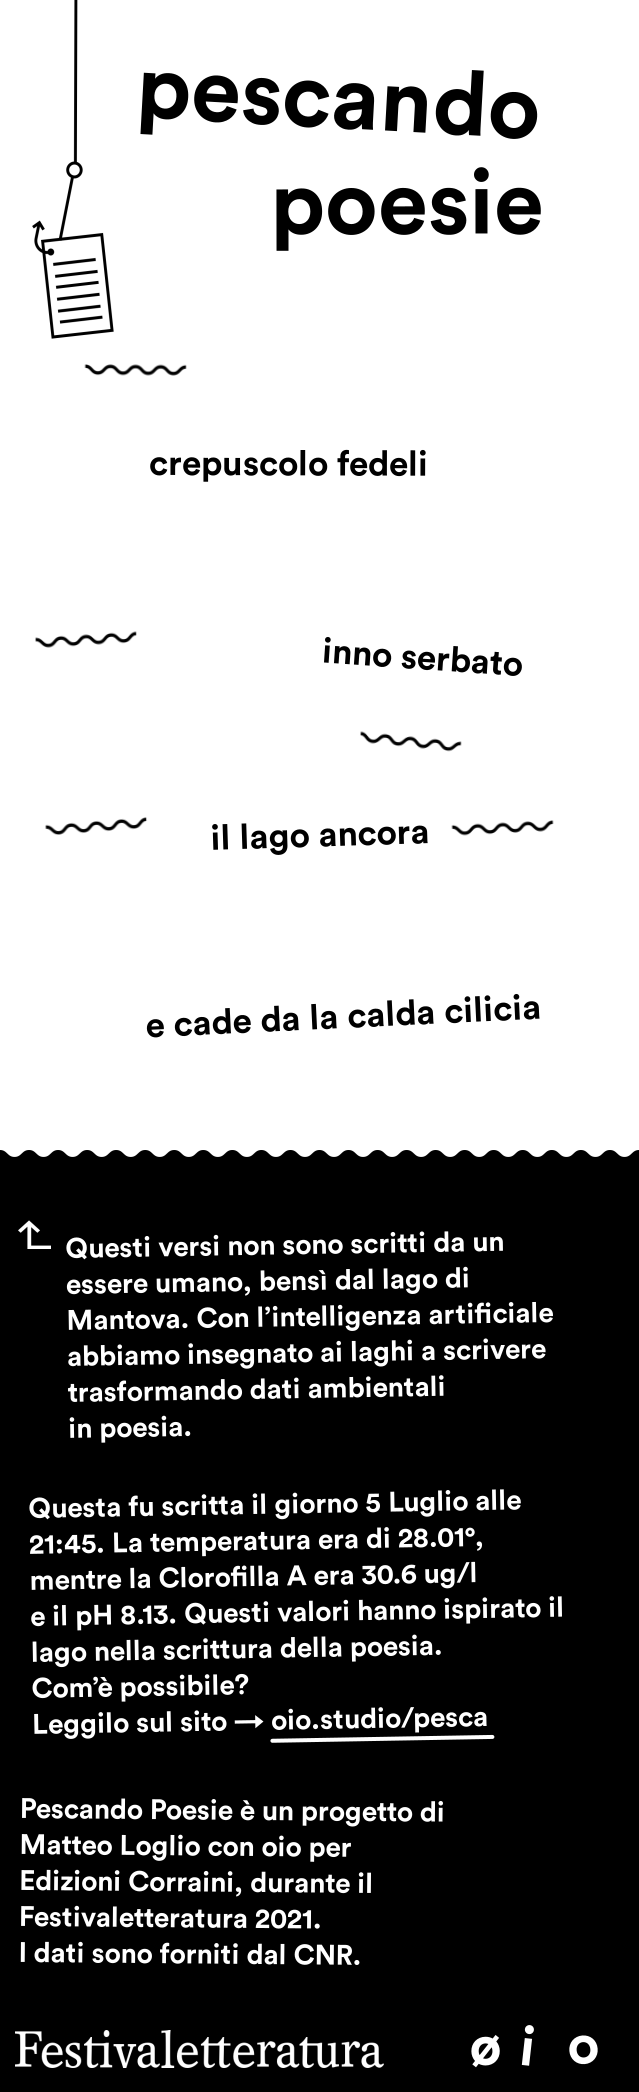 pescando
poesie
crepuscolo fedeli
inno serbato
il lago ancora
e cade da la calda cilicia
Questi versi non sono scritti da un
essere umano, bensì dal lago di
Mantova. Con l’intelligenza artificiale
abbiamo insegnato ai laghi a scrivere
trasformando dati ambientali
in poesia.
Questa fu scritta il giorno 5 Luglio alle
21:45. La temperatura era di 28.01°,
mentre la Clorofilla A era 30.6 ug/l
e il pH 8.13. Questi valori hanno ispirato il
lago nella scrittura della poesia.
Com’è possibile?
Leggilo sul sito → oio.studio/pesca
Pescando Poesie è un progetto di
Matteo Loglio con oio per
Edizioni Corraini, durante il
Festivaletteratura 2021.
I dati sono forniti dal CNR.
Festivaletteratura ø i o